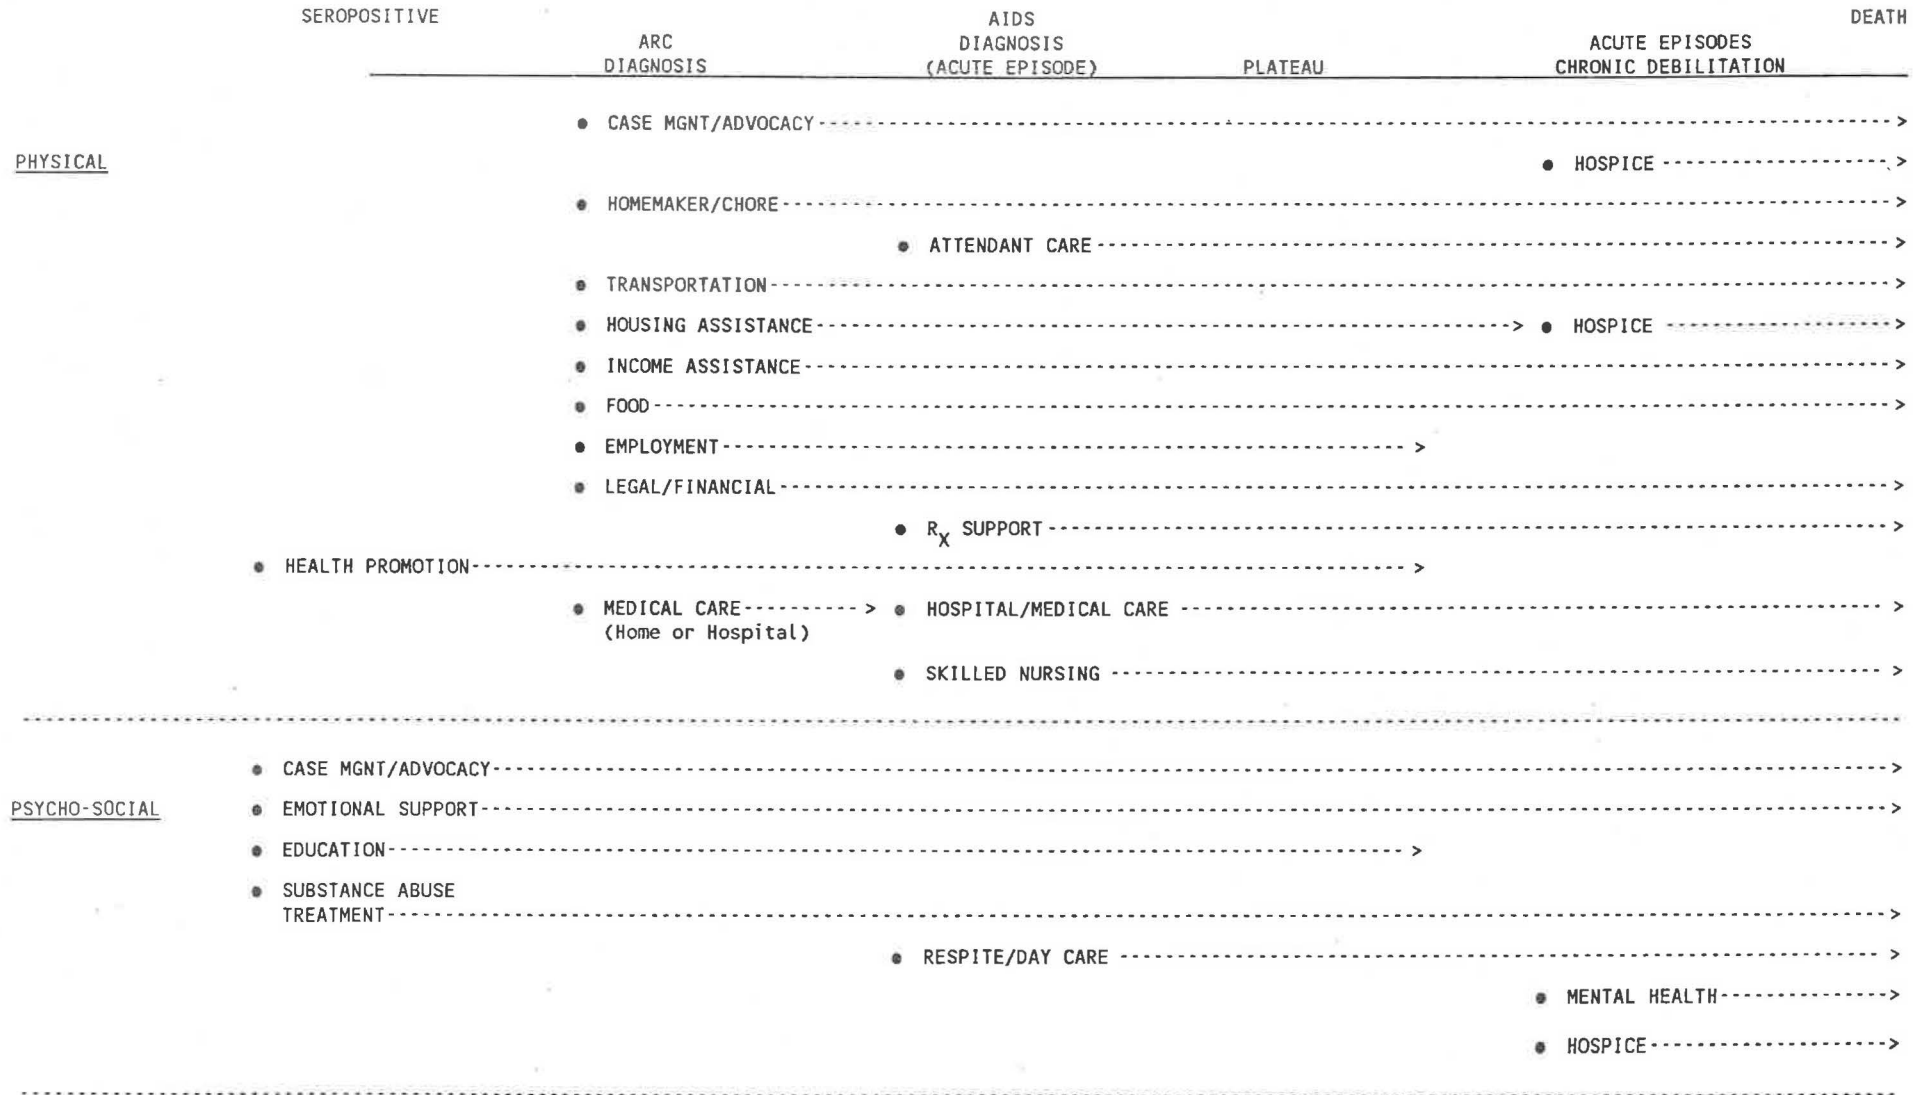 SEROPOSITIVE AIDS DEATH
ARC DIAGNOSIS ACUTE EPISODES
DIAGNOSIS (ACUTE EPISODE) PLATEAU CHRONIC DEBILITATION
• CASE MGNT/ADVOCACY
PHYSICAL • HOSPICE
• HOMEMAKER/CHORE
• ATTENDANT CARE
• TRANSPORTATION
• HOUSING ASSISTANCE • HOSPICE
• INCOME ASSISTANCE
• FOOD
• EMPLOYMENT
• LEGAL/FINANCIAL
• RX SUPPORT
• HEALTH PROMOTION
• MEDICAL CARE • HOSPITAL/MEDICAL CARE
(Home or Hospital)
• SKILLED NURSING
• CASE MGNT/ADVOCACY
PSYCHO-SOCIAL • EMOTIONAL SUPPORT
• EDUCATION
• SUBSTANCE ABUSE
TREATMENT
• RESPITE/DAY CARE
• MENTAL HEALTH
• HOSPICE